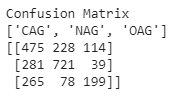 Confusion Matrix
['CAG', 'NAG', 'OAG']
[[475 228 114]
[281 721  39]
[265  78 199]]